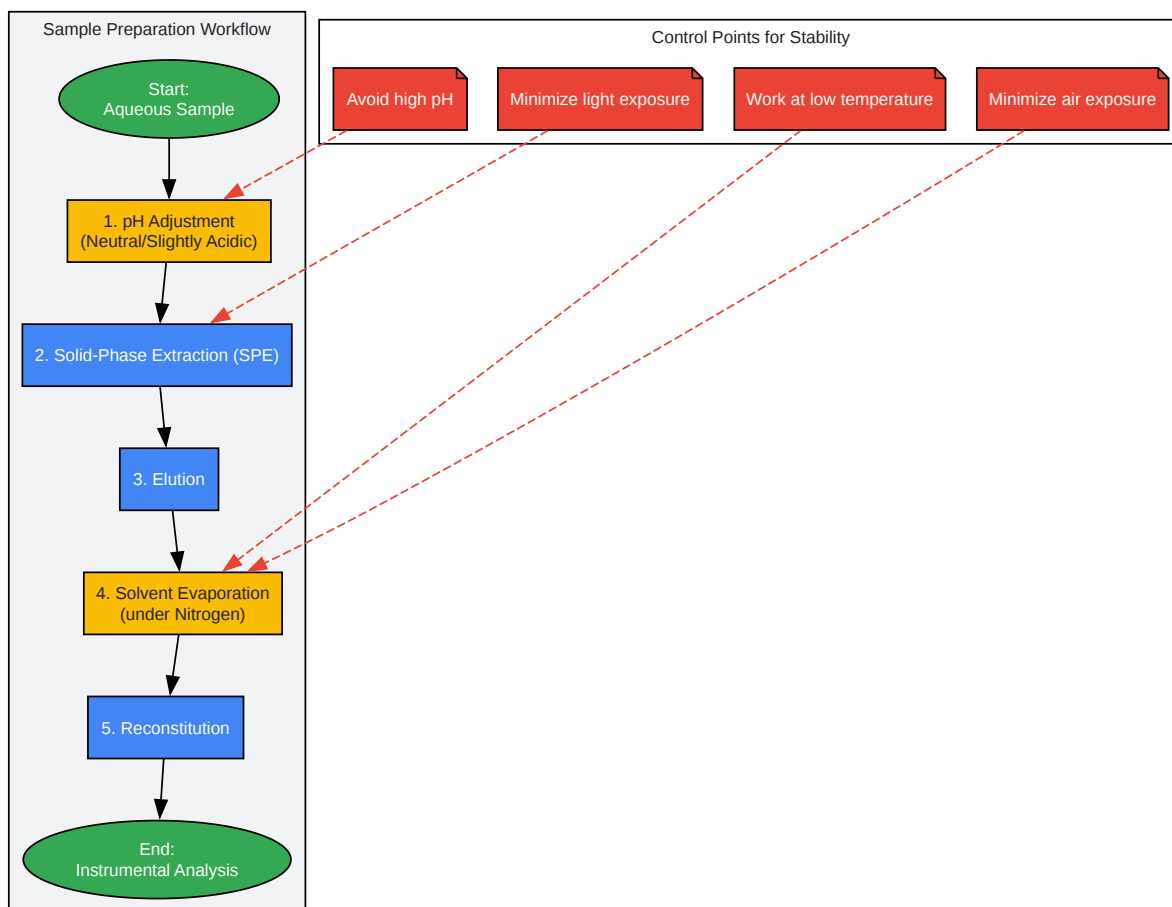 Sample Preparation Workflow
Start:
Aqueous Sample
1. pH Adjustment
(Neutral/Slightly Acidic)
2. Solid-Phase Extraction (SPE)
3. Elution
4. Solvent Evaporation
(under Nitrogen)
5. Reconstitution
End:
Instrumental Analysis
Control Points for Stability
Avoid high pH
Minimize light exposure
Work at low temperature
Minimize air exposure